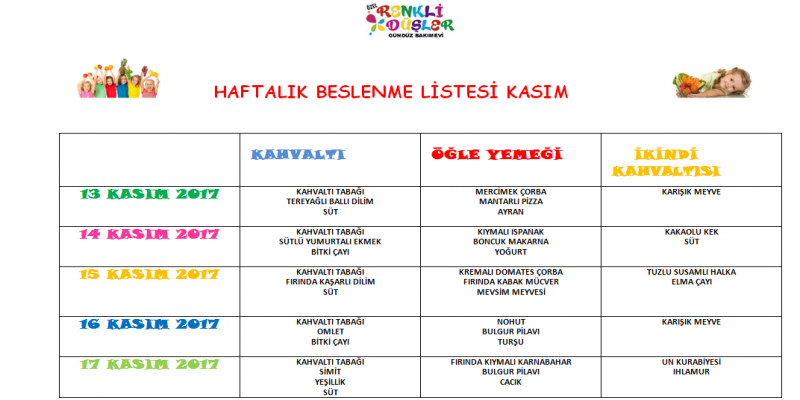 ÖZEL
RENKLİ
DÜŞLER
GÜNDÜZ BAKIMEVİ
HAFTALIK BESLENME LİSTESİ KASIM
KAHVALTI
ÖĞLE YEMEĞİ
İKİNDİ
KAHVALTISI
13 KASIM 2017
KAHVALTI TABAĞI
TEREYAĞLI BALLI DİLİM
SÜT
MERCİMEK ÇORBA
MANTARLI PİZZA
AYRAN
KARIŞIK MEYVE
14 KASIM 2017
KAHVALTI TABAĞI
SÜTLÜ YUMURTALI EKMEK
BİTKİ ÇAYI
KIYMALI ISPANAK
BONCUK MAKARNA
YOĞURT
KAKAOLU KEK
SÜT
15 KASIM 2017
KAHVALTI TABAĞI
FIRINDA KAŞARLI DİLİM
SÜT
KREMALI DOMATES ÇORBA
FIRINDA KABAK MÜCVER
MEVSİM MEYVESİ
TUZLU SUSAMLI HALKA
ELMA ÇAYI
16 KASIM 2017
KAHVALTI TABAĞI
OMLET
BİTKİ ÇAYI
NOHUT
BULGUR PİLAVI
TURŞU
KARIŞIK MEYVE
17 KASIM 2017
KAHVALTI TABAĞI
SİMİT
YEŞİLLİK
SÜT
FIRINDA KIYMALI KARNABAHAR
BULGUR PİLAVI
CACIK
UN KURABİYESİ
IHLAMUR